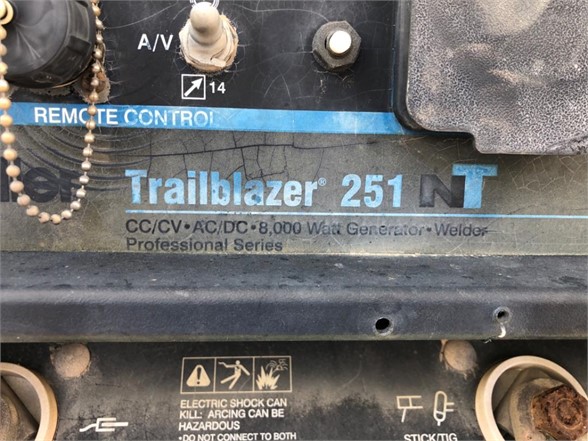 A/V
14
REMOTE CONTROL
Trailblazer® 251 NT
CC/CV • AC/DC • 8,000 Watt Generator • Welder
Professional Series
ELECTRIC SHOCK CAN
KILL: ARCING CAN BE
HAZARDOUS
• DO NOT CONNECT TO BOTH
STICK/TIG